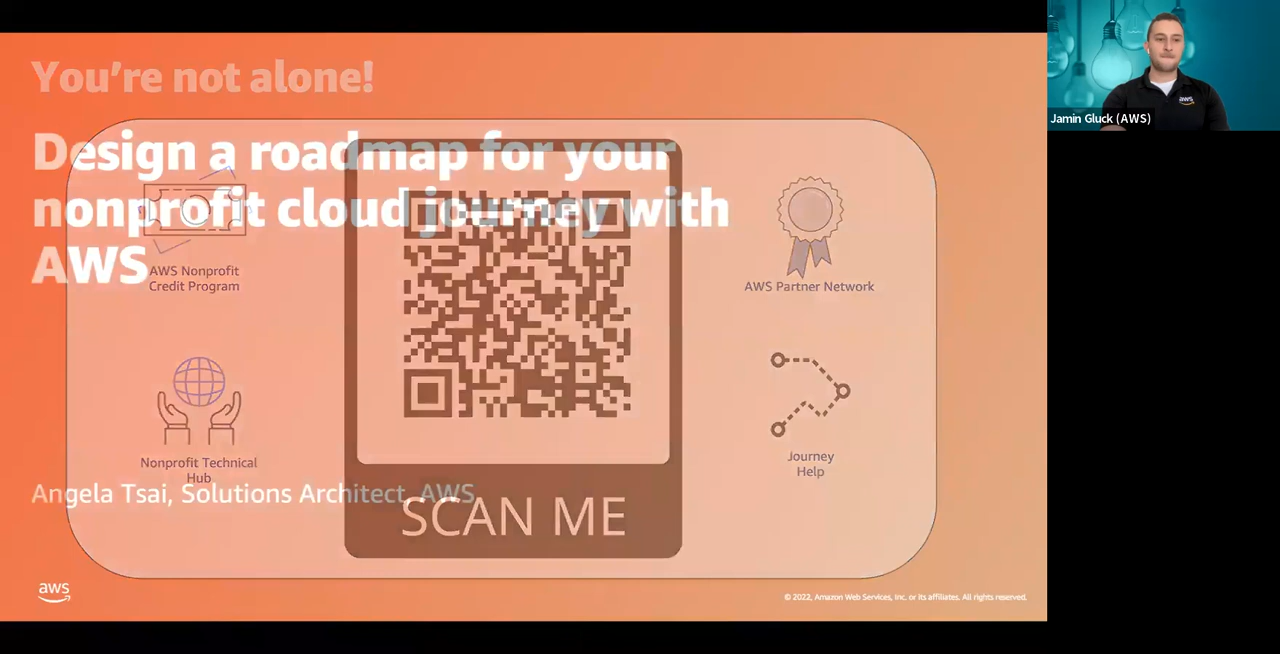 You're not alone!
Design a roadmap for your
nonprofit cloud journey with
AWS
AWS Nonprofit
Credit Program
AWS Partner Network
Nonprofit Technical
Hub
Journey
Help
Angela Tsai, Solutions Architect, AWS
SCAN ME
aws
© 2022, Amazon Web Services, Inc. or its affiliates. All rights reserved.
aws
Jamin Gluck (AWS)